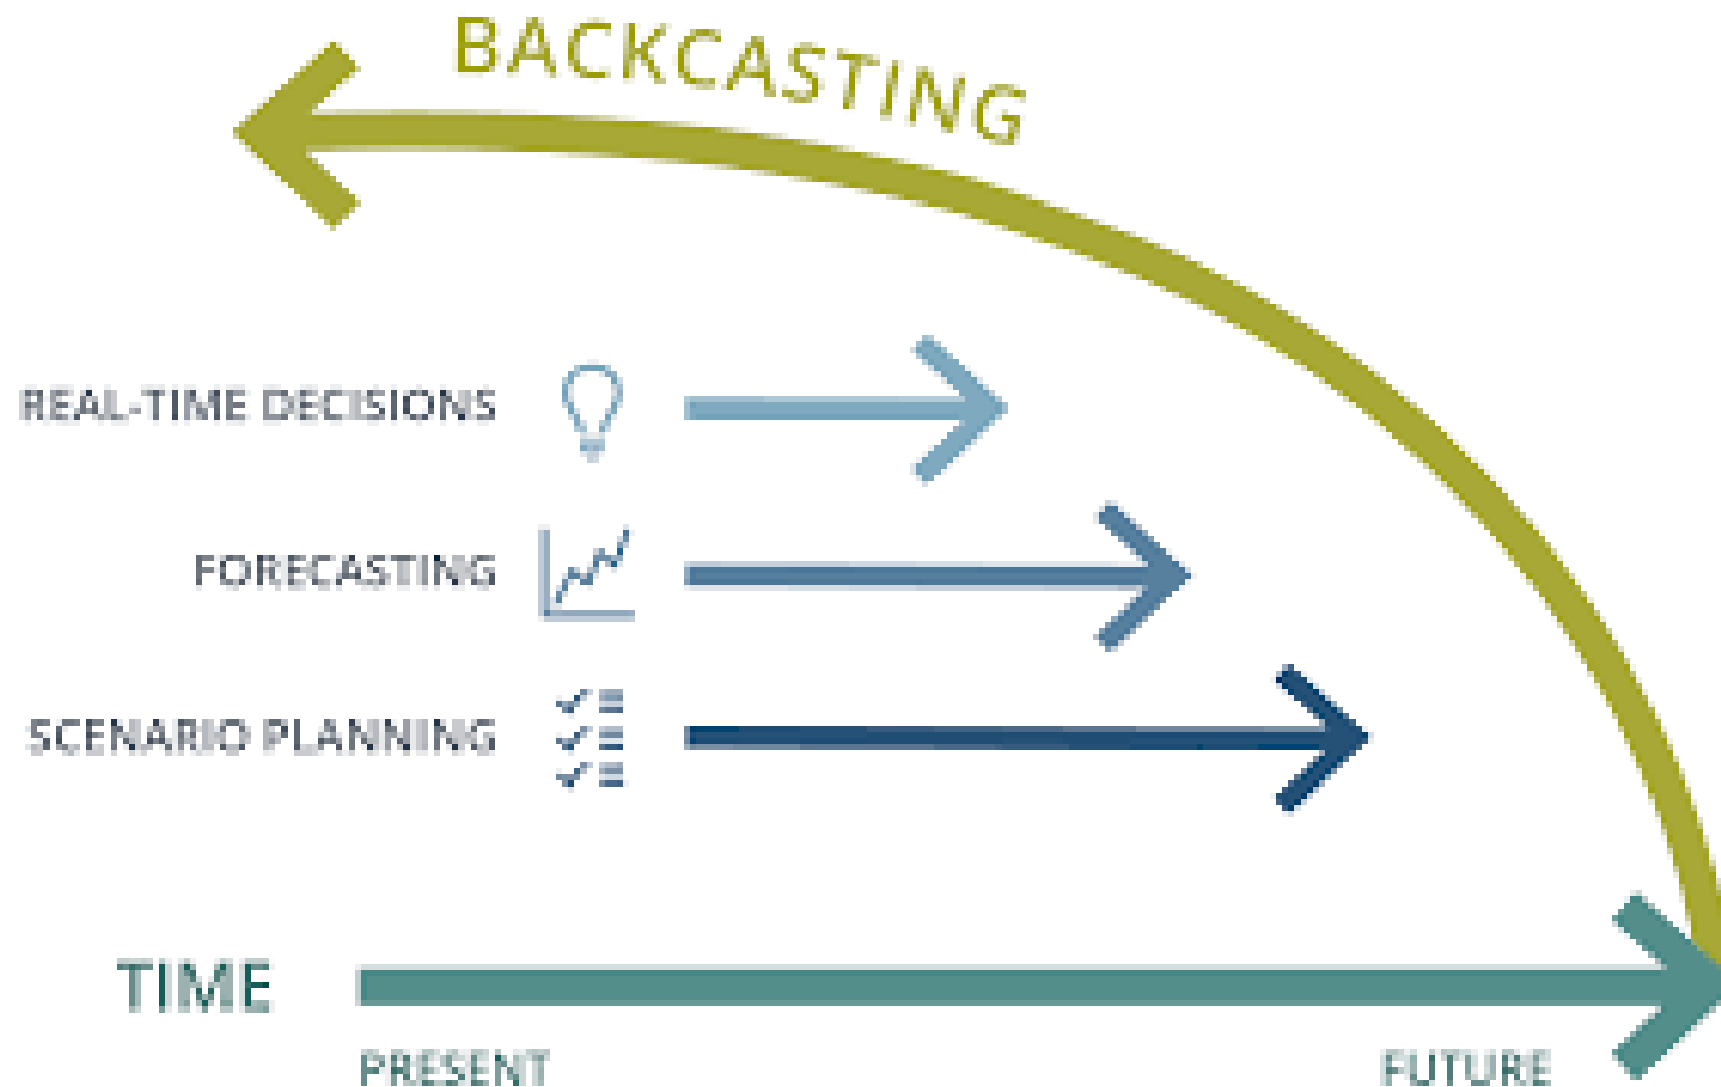 BACKCASTING
REAL-TIME DECISIONS
FORECASTING
SCENARIO PLANNING
TIME
PRESENT
FUTURE